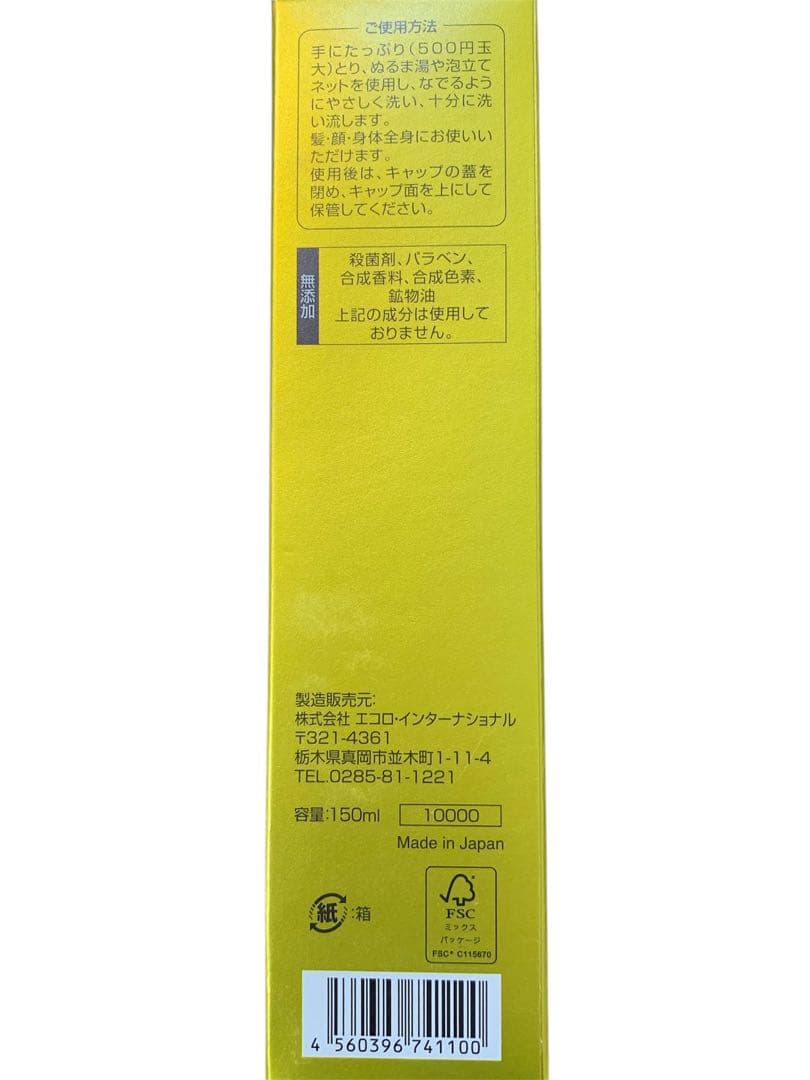 ご使用方法
手にたっぷり(500円玉
大)とり、ぬるま湯や泡立て
ネットを使用し、なでるよう
にやさしく洗い、十分に洗
い流します。
髪・顔・身体全身にお使いい
ただけます。
使用後は、キャップの蓋を
閉め、キャップ面を上にして
保管してください。
無添加
殺菌剤、パラベン、
合成香料、合成色素、
鉱物油
上記の成分は使用して
おりません。
製造販売元:
株式会社 エコロ・インターナショナル
〒321-4361
栃木県真岡市並木町1-11-4
TEL.0285-81-1221
容量:150ml 10000
Made in Japan
紙:箱
FSC
ミックス
パッケージ
FSC® C115670
4 560396 741100